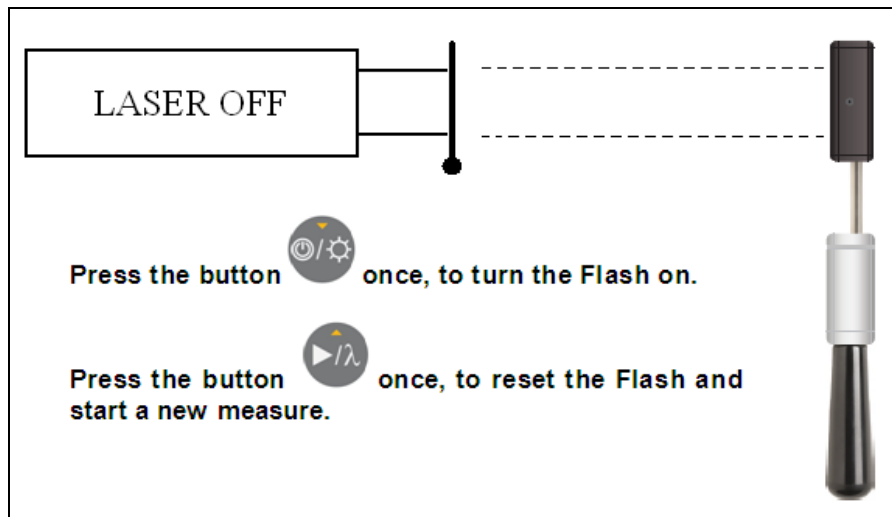 LASER OFF
Press the button ⏻/☼ once, to turn the Flash on.
Press the button ▶/λ once, to reset the Flash and
start a new measure.